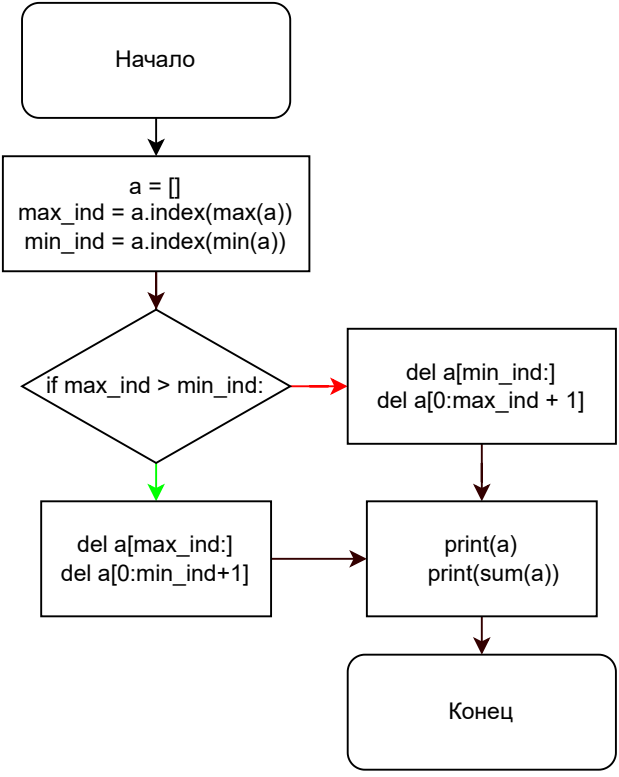 Начало
a = []
max_ind = a.index(max(a))
min_ind = a.index(min(a))
if max_ind > min_ind:
del a[min_ind:]
del a[0:max_ind + 1]
del a[max_ind:]
del a[0:min_ind+1]
print(a)
print(sum(a))
Конец